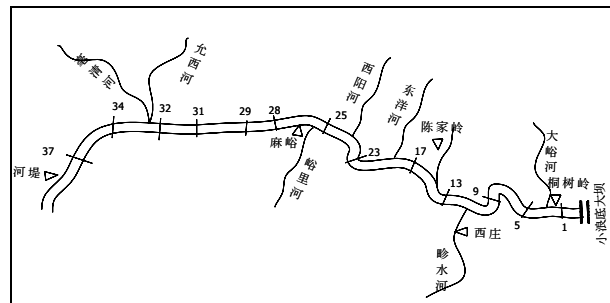 允西河
34
32
31
29
28
25
西阳河
东洋河
陈家岭
大峪河
桐树岭
小浪底大坝
37
河堤
麻峪
峪里河
23
17
13
9
5
1
西庄
畛水河